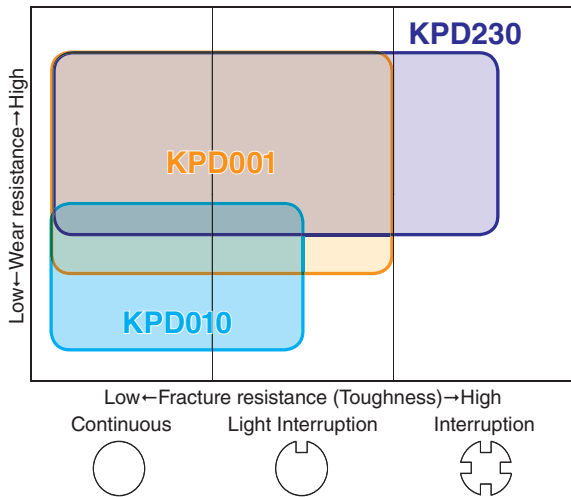 KPD230
KPD001
KPD010
Low←Wear resistance→High
Low←Fracture resistance (Toughness)→High
Continuous
Light Interruption
Interruption